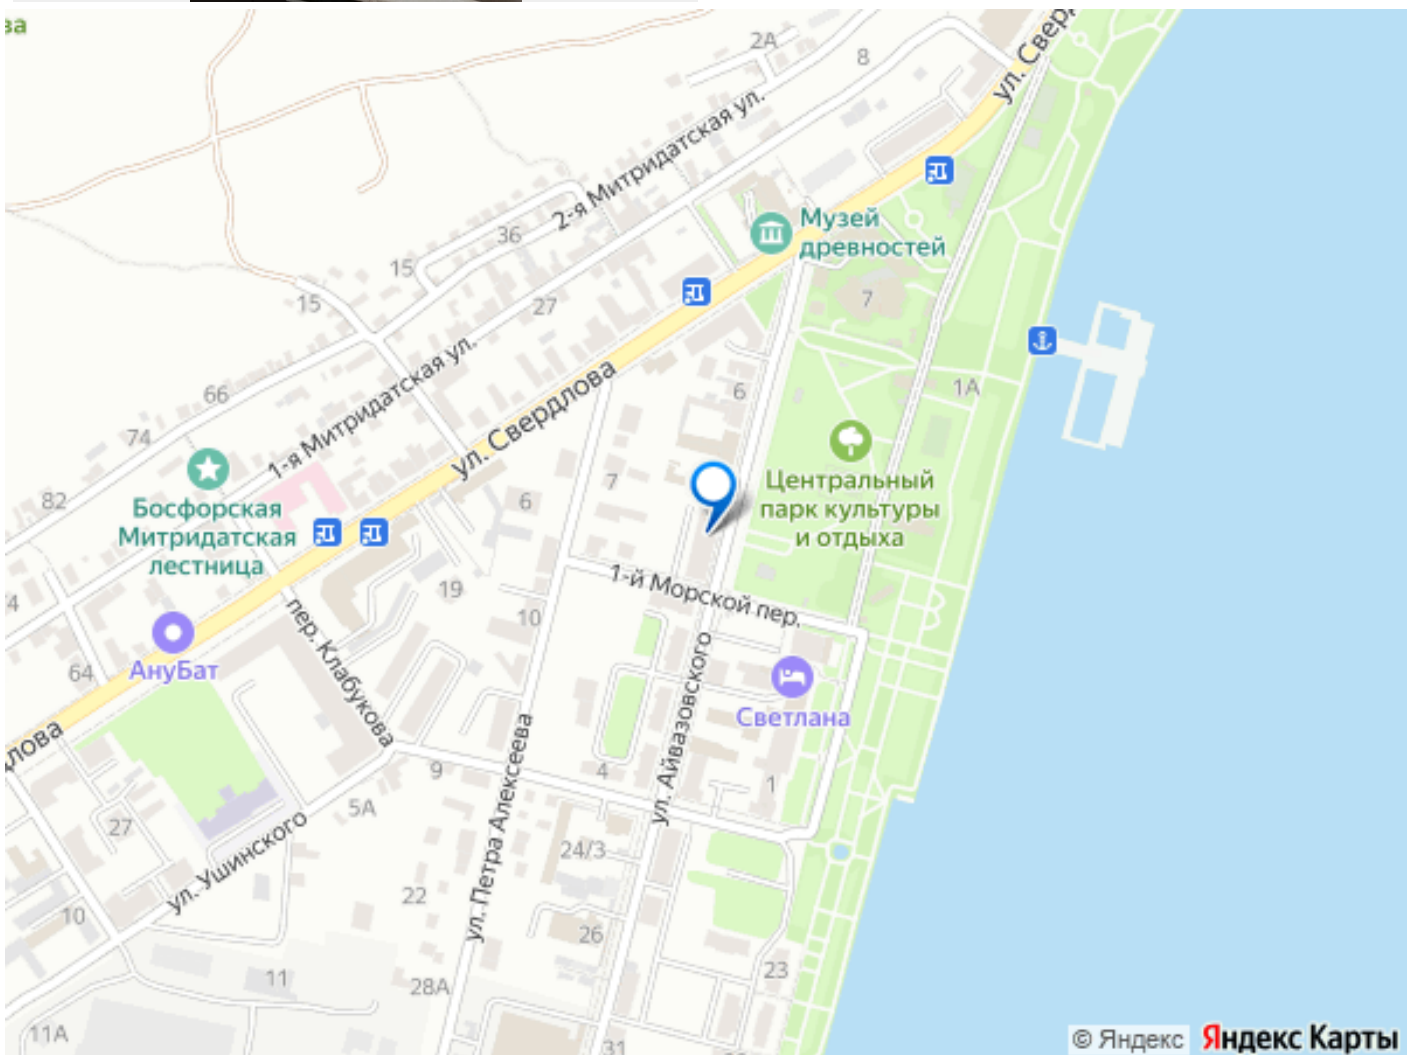 за
2А
8
ул. Свер
2-я Митридатская ул.
Музей
древностей
36
15
15
27
7
1-я Митридатская ул.
66
6
1А
ул. Свердлова
74
82
Босфорская
Митридатская
лестница
7
6
Центральный
парк культуры
и отдыха
1-й Морской пер.
19
10
4
пер. Клабукова
64
АнуБат
Светлана
ул. Айвазовского
длова
9
4
1
5А
27
ул. Ушинского
ул. Петра Алексеева
24/3
22
10
26
23
11
28А
11А
31
© Яндекс Яндекс Карты